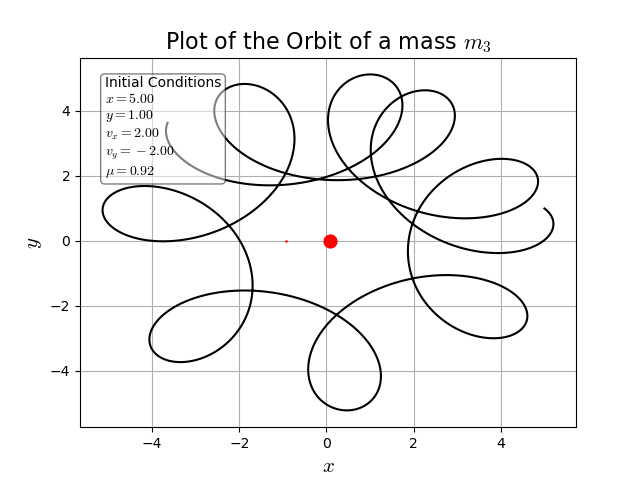 Plot of the Orbit of a mass m₃
Initial Conditions
x = 5.00
y = 1.00
vₓ = 2.00
v_y = −2.00
μ = 0.92
4
2
0
−2
−4
y
−4 −2 0 2 4
x